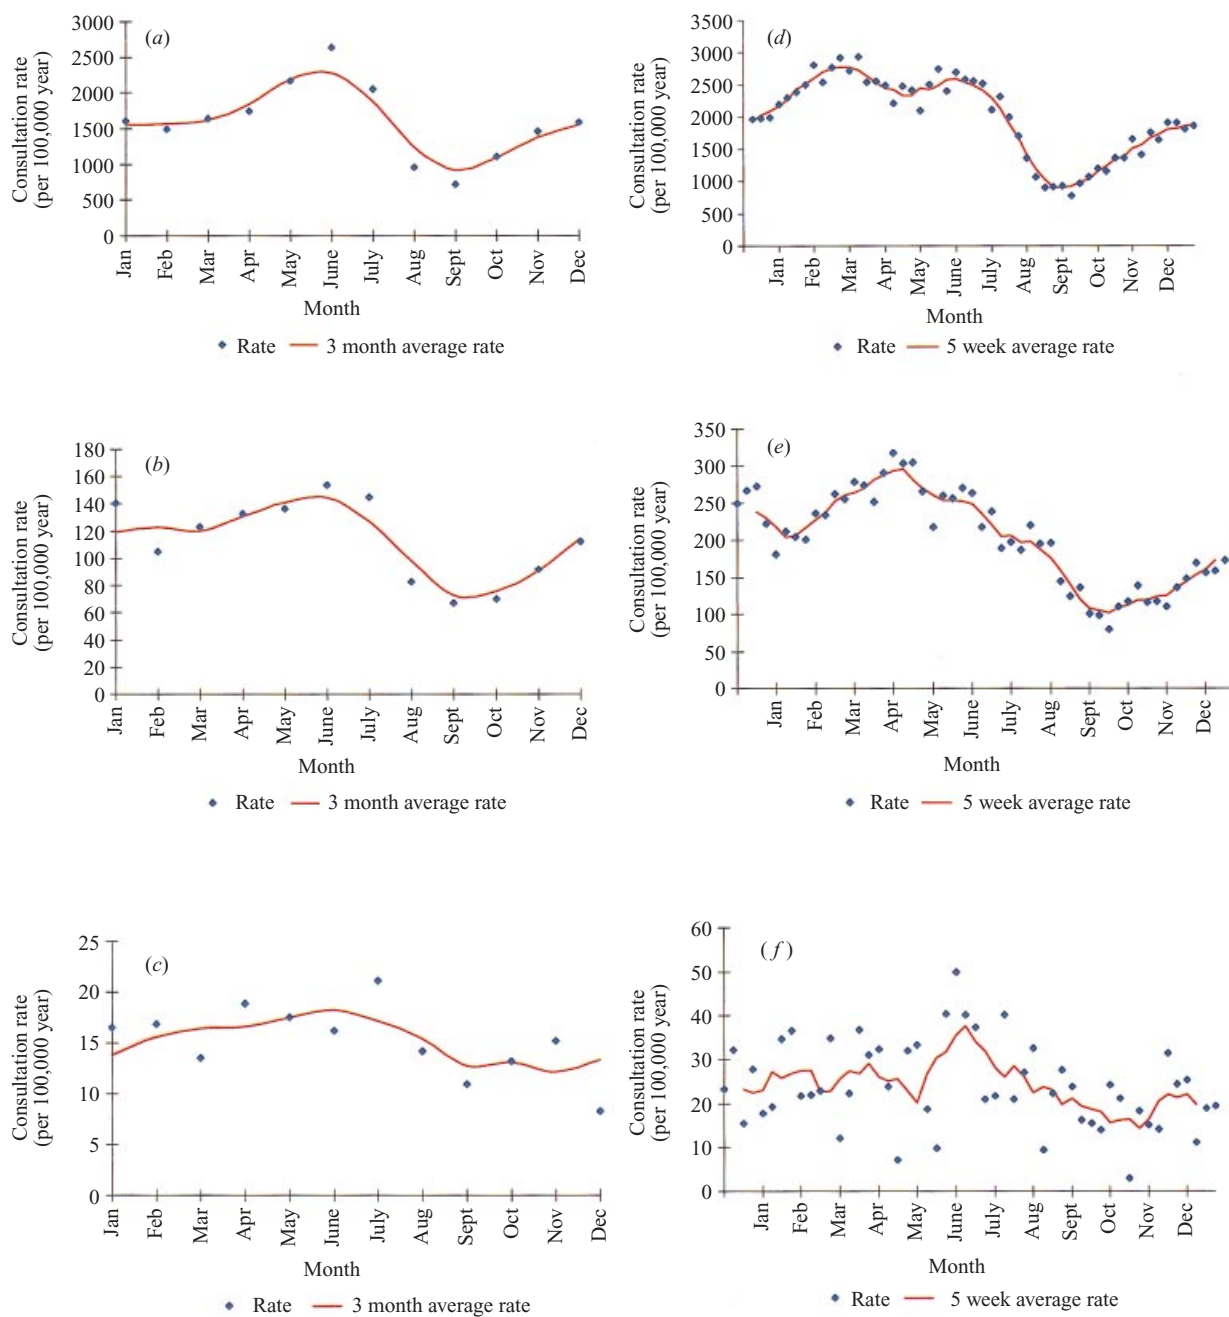 Consultation rate
(per 100,000 year)
3000
2500
2000
1500
1000
500
0
(a)
Jan
Feb
Mar
Apr
May
June
July
Aug
Sept
Oct
Nov
Dec
Month
Rate 3 month average rate
Consultation rate
(per 100,000 year)
3500
3000
2500
2000
1500
1000
500
0
(d)
Jan
Feb
Mar
Apr
May
June
July
Aug
Sept
Oct
Nov
Dec
Month
Rate 5 week average rate
Consultation rate
(per 100,000 year)
180
160
140
120
100
80
60
40
20
0
(b)
Jan
Feb
Mar
Apr
May
June
July
Aug
Sept
Oct
Nov
Dec
Month
Rate 3 month average rate
Consultation rate
(per 100,000 year)
350
300
250
200
150
100
50
0
(e)
Jan
Feb
Mar
Apr
May
June
July
Aug
Sept
Oct
Nov
Dec
Month
Rate 5 week average rate
Consultation rate
(per 1000,000 year)
25
20
15
10
5
0
(c)
Jan
Feb
Mar
Apr
May
June
July
Aug
Sept
Oct
Nov
Dec
Month
Rate 3 month average rate
Consultation rate
(per 100,000 year)
60
50
40
30
20
10
0
(f)
Jan
Feb
Mar
Apr
May
June
July
Aug
Sept
Oct
Nov
Dec
Month
Rate 5 week average rate